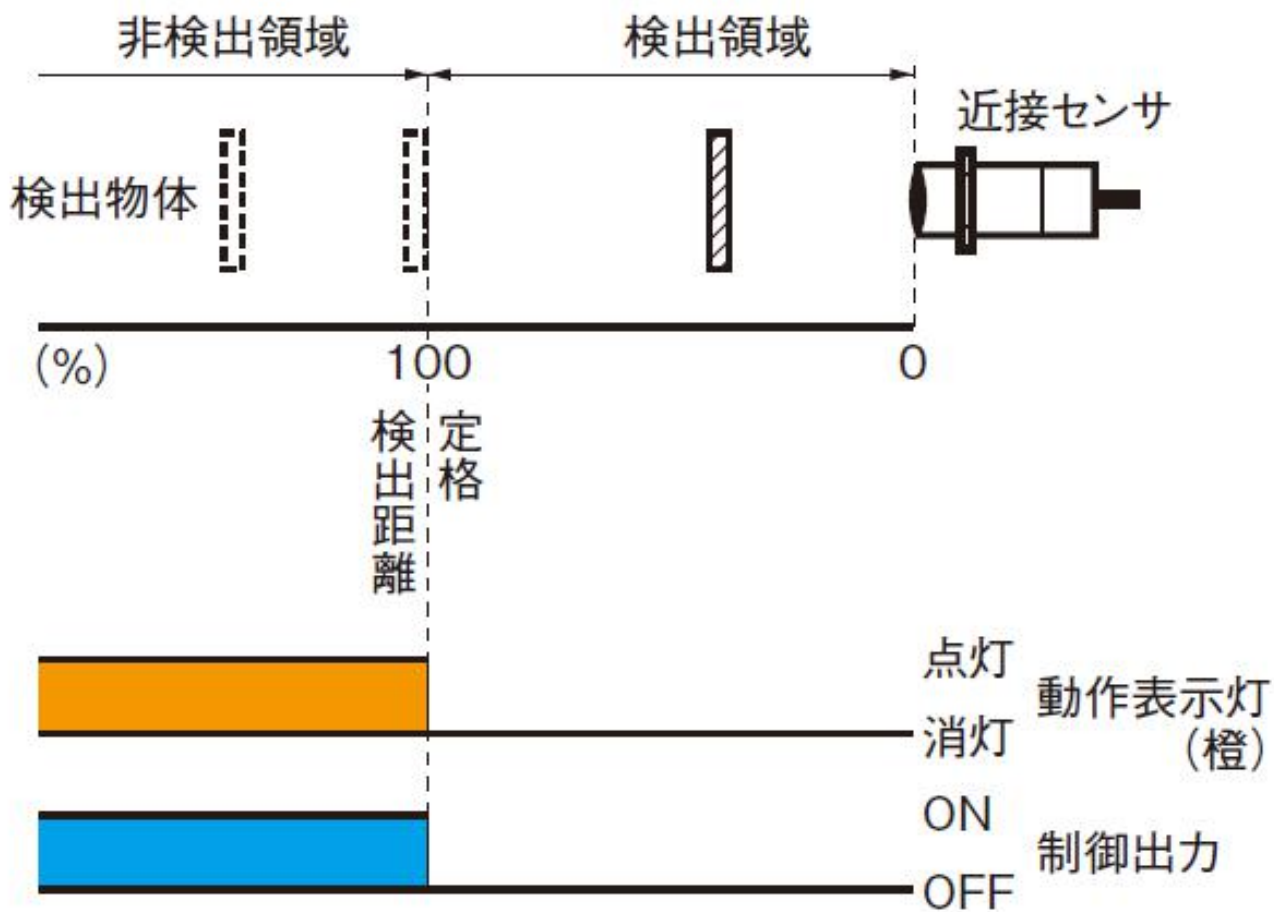 非検出領域
検出領域
近接センサ
検出物体
(%)
100
0
定格
検出距離
点灯
消灯
動作表示灯
(橙)
ON
OFF
制御出力